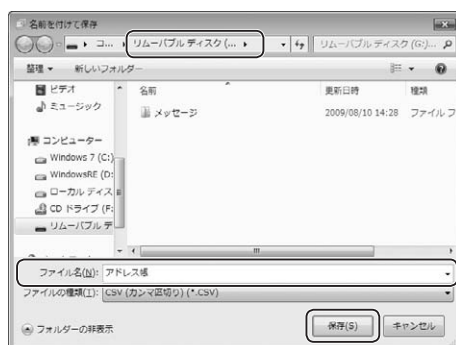 名前を付けて保存
コ... リムーバブル ディスク (... リムーバブル ディスク (G:)...
整理 新しいフォルダー
ビデオ
ミュージック
コンピューター
Windows 7 (C:)
WindowsRE (D:
ローカル ディス
CD ドライブ (F:
リムーバブル デ
名前 更新日時 種類
メッセージ 2009/08/10 14:28 ファイル フ
ファイル名(N): アドレス帳
ファイルの種類(T): CSV (カンマ区切り) (*.CSV)
フォルダーの非表示 保存(S) キャンセル